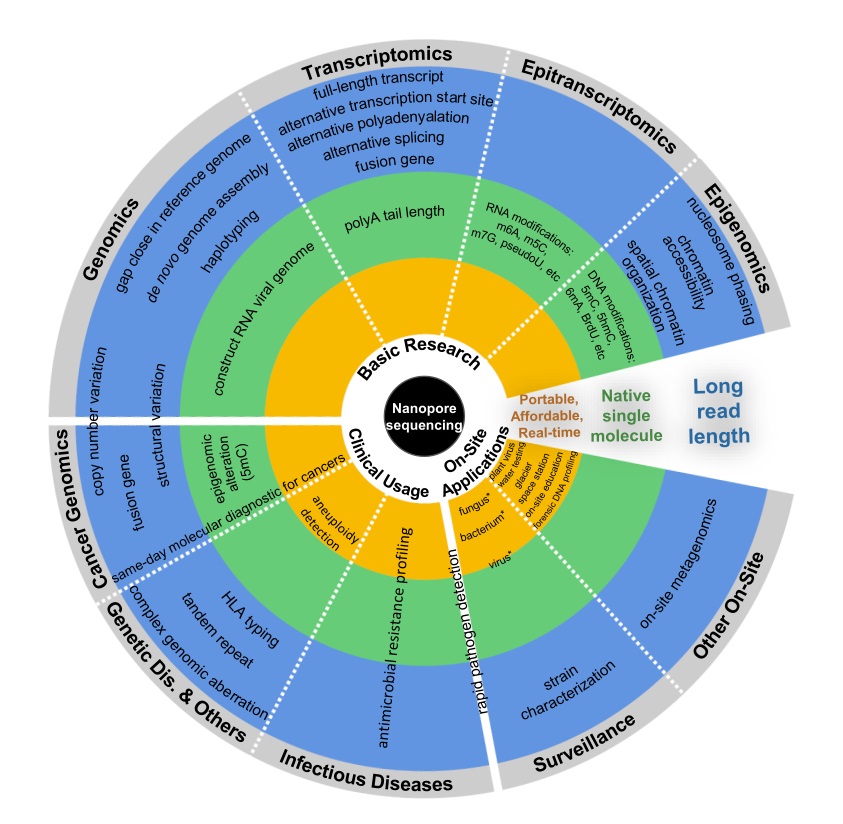 Transcriptomics
full-length transcript
alternative transcription start site
alternative polyadenyalation
alternative splicing
fusion gene
polyA tail length
Epitranscriptomics
RNA modifications:
m6A, m5C,
m7G, pseudoU, etc
Epigenomics
nucleosome phasing
chromatin
accessibility
spatial chromatin
organization
DNA modifications:
5mC, 5hmC,
6mA, BrdU, etc
Genomics
gap close in reference genome
de novo genome assembly
haplotyping
construct RNA viral genome
copy number variation
structural variation
Basic Research
Nanopore
sequencing
Clinical Usage
On-Site
Applications
Portable,
Affordable,
Real-time
Native
single
molecule
Long
read
length
Cancer Genomics
fusion gene
epigenomic
alteration
(5mC)
same-day molecular diagnostic for cancers
Genetic Dis. & Others
complex genomic aberration
tandem repeat
HLA typing
aneuploidy
detection
Infectious Diseases
antimicrobial resistance profiling
rapid pathogen detection
Surveillance
strain
characterization
fungus*
bacterium*
virus*
Other On-Site
on-site metagenomics
plant virus
water testing
glacier
space station
on-site education
forensic DNA profiling